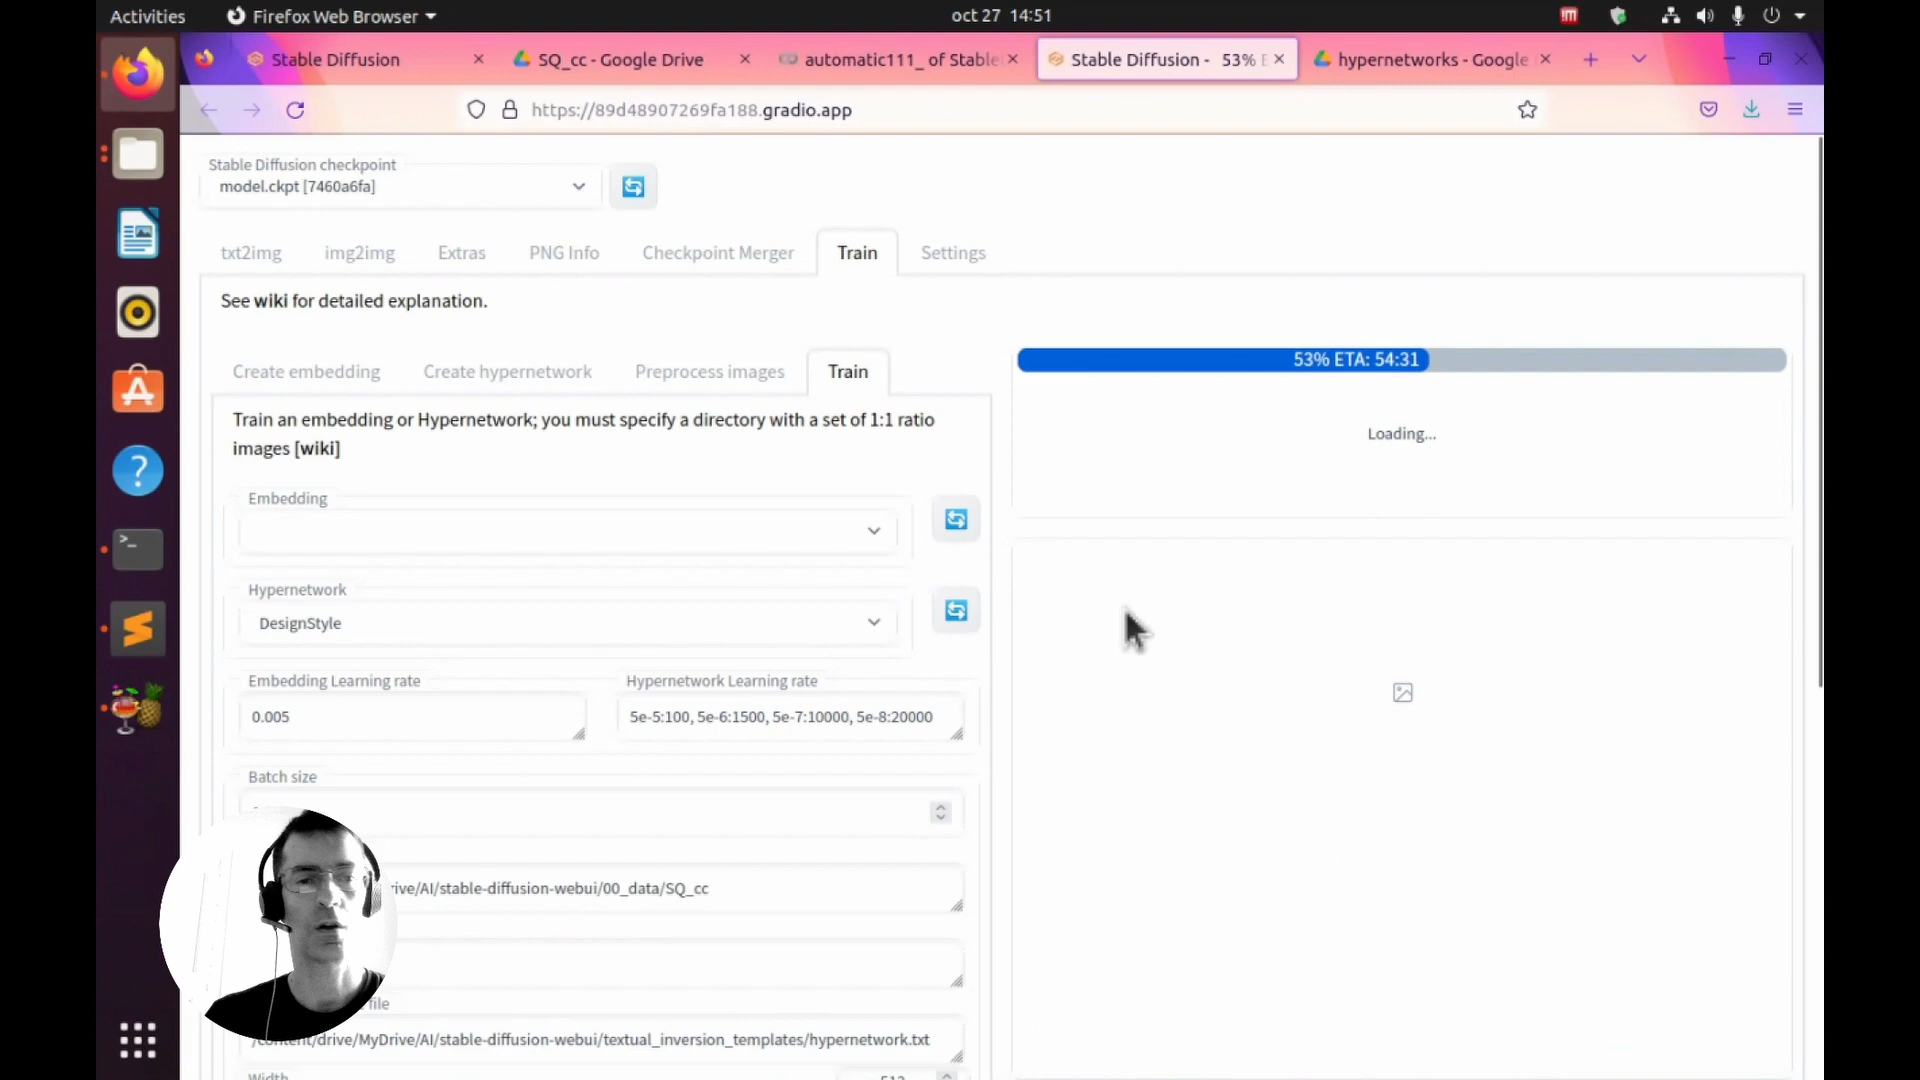 Activities
Firefox Web Browser
oct 27 14:51
Stable Diffusion
SQ_cc - Google Drive
automatic111_ of Stable
Stable Diffusion - 53% E
hypernetworks - Google
https://89d48907269fa188.gradio.app
Stable Diffusion checkpoint
model.ckpt [7460a6fa]
txt2img
img2img
Extras
PNG Info
Checkpoint Merger
Train
Settings
See wiki for detailed explanation.
Create embedding
Create hypernetwork
Preprocess images
Train
53% ETA: 54:31
Loading...
Train an embedding or Hypernetwork; you must specify a directory with a set of 1:1 ratio
images [wiki]
Embedding
Hypernetwork
DesignStyle
Embedding Learning rate
Hypernetwork Learning rate
0.005
5e-5:100, 5e-6:1500, 5e-7:10000, 5e-8:20000
Batch size
rive/AI/stable-diffusion-webui/00_data/SQ_cc
file
/content/drive/MyDrive/AI/stable-diffusion-webui/textual_inversion_templates/hypernetwork.txt
Width
512